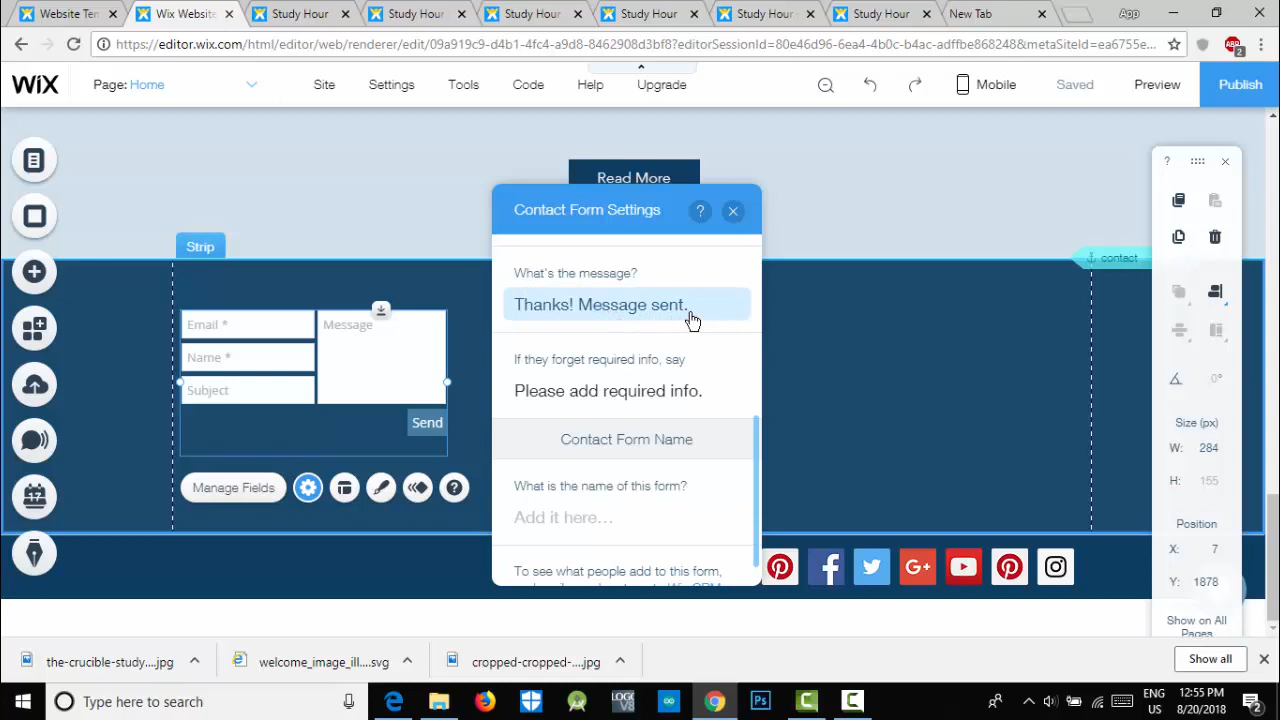 Website Ten
Wix Website
Study Hour
Study Hour
Study Hour
Study Hour
Study Hour
Study Hour
New Tab
App
https://editor.wix.com/html/editor/web/renderer/edit/09a919c9-d4b1-4fc4-a9d8-8462908d3bf8?editorSessionId=80e46d96-6ea4-4b0c-b4ac-adffbe868248&metaSiteId=ea6755e...
ABP
2
WiX
Page: Home
Site
Settings
Tools
Code
Help
Upgrade
Mobile
Saved
Preview
Publish
Read More
Contact Form Settings
?
?
Strip
contact
What's the message?
Thanks! Message sent.
Email *
Message
Name *
Subject
Send
If they forget required info, say
Please add required info.
0°
Contact Form Name
Size (px)
W: 284
H: 155
Manage Fields
?
What is the name of this form?
Add it here...
17
Position
X: 7
Y: 1878
To see what people add to this form,
G+
Show on All
Pages
the-crucible-study....jpg
welcome_image_ill....svg
cropped-cropped-....jpg
Show all
Type here to search
LOGO
V8
Ps
C
C
ENG
US
12:55 PM
8/20/2018